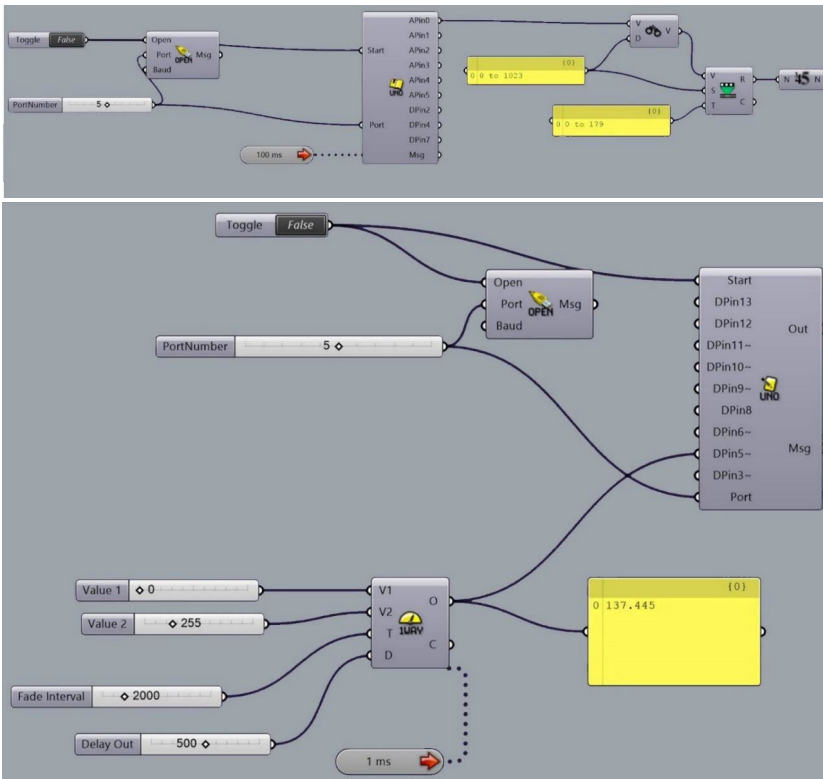 Toggle False
Open
Port
Baud
OPEN
Msg
PortNumber 5
Start
Port
UNO
APin0
APin1
APin2
APin3
APin4
APin5
DPin2
DPin4
DPin7
Msg
100 ms
{0}
0 0 to 1023
{0}
0 0 to 179
V
D
V
V
S
T
R
C
N
N
Toggle False
Open
Port
Baud
OPEN
Msg
PortNumber 5
Start
DPin13
DPin12
DPin11~
DPin10~
DPin9~
DPin8
DPin6~
DPin5~
DPin3~
Port
UNO
Out
Msg
Value 1 0
Value 2 255
Fade Interval 2000
Delay Out 500
V1
V2
T
D
1WAY
O
C
{0}
0 137.445
1 ms